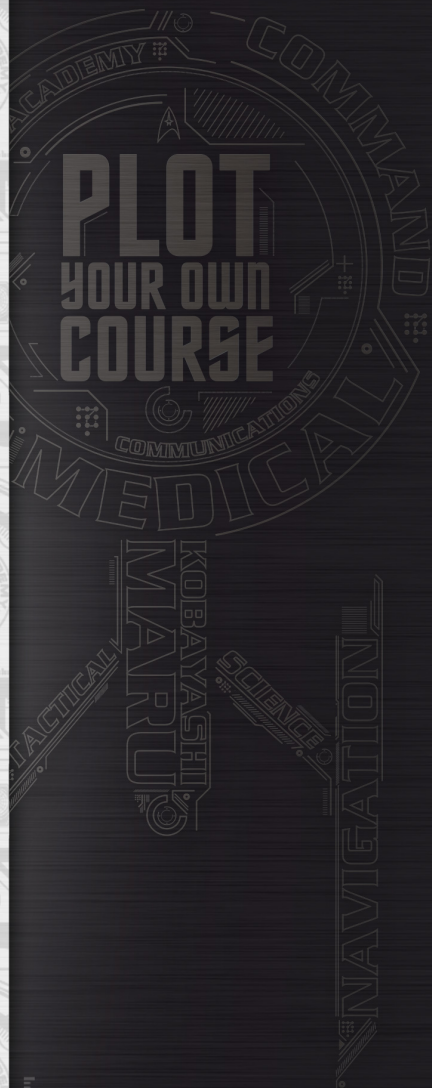 ACADEMY
COMMAND
PLOT
YOUR OWN
COURSE
COMMUNICATIONS
MEDICAL
KOBAYASHI
MARU
TACTICAL
SCIENCE
NAVIGATION